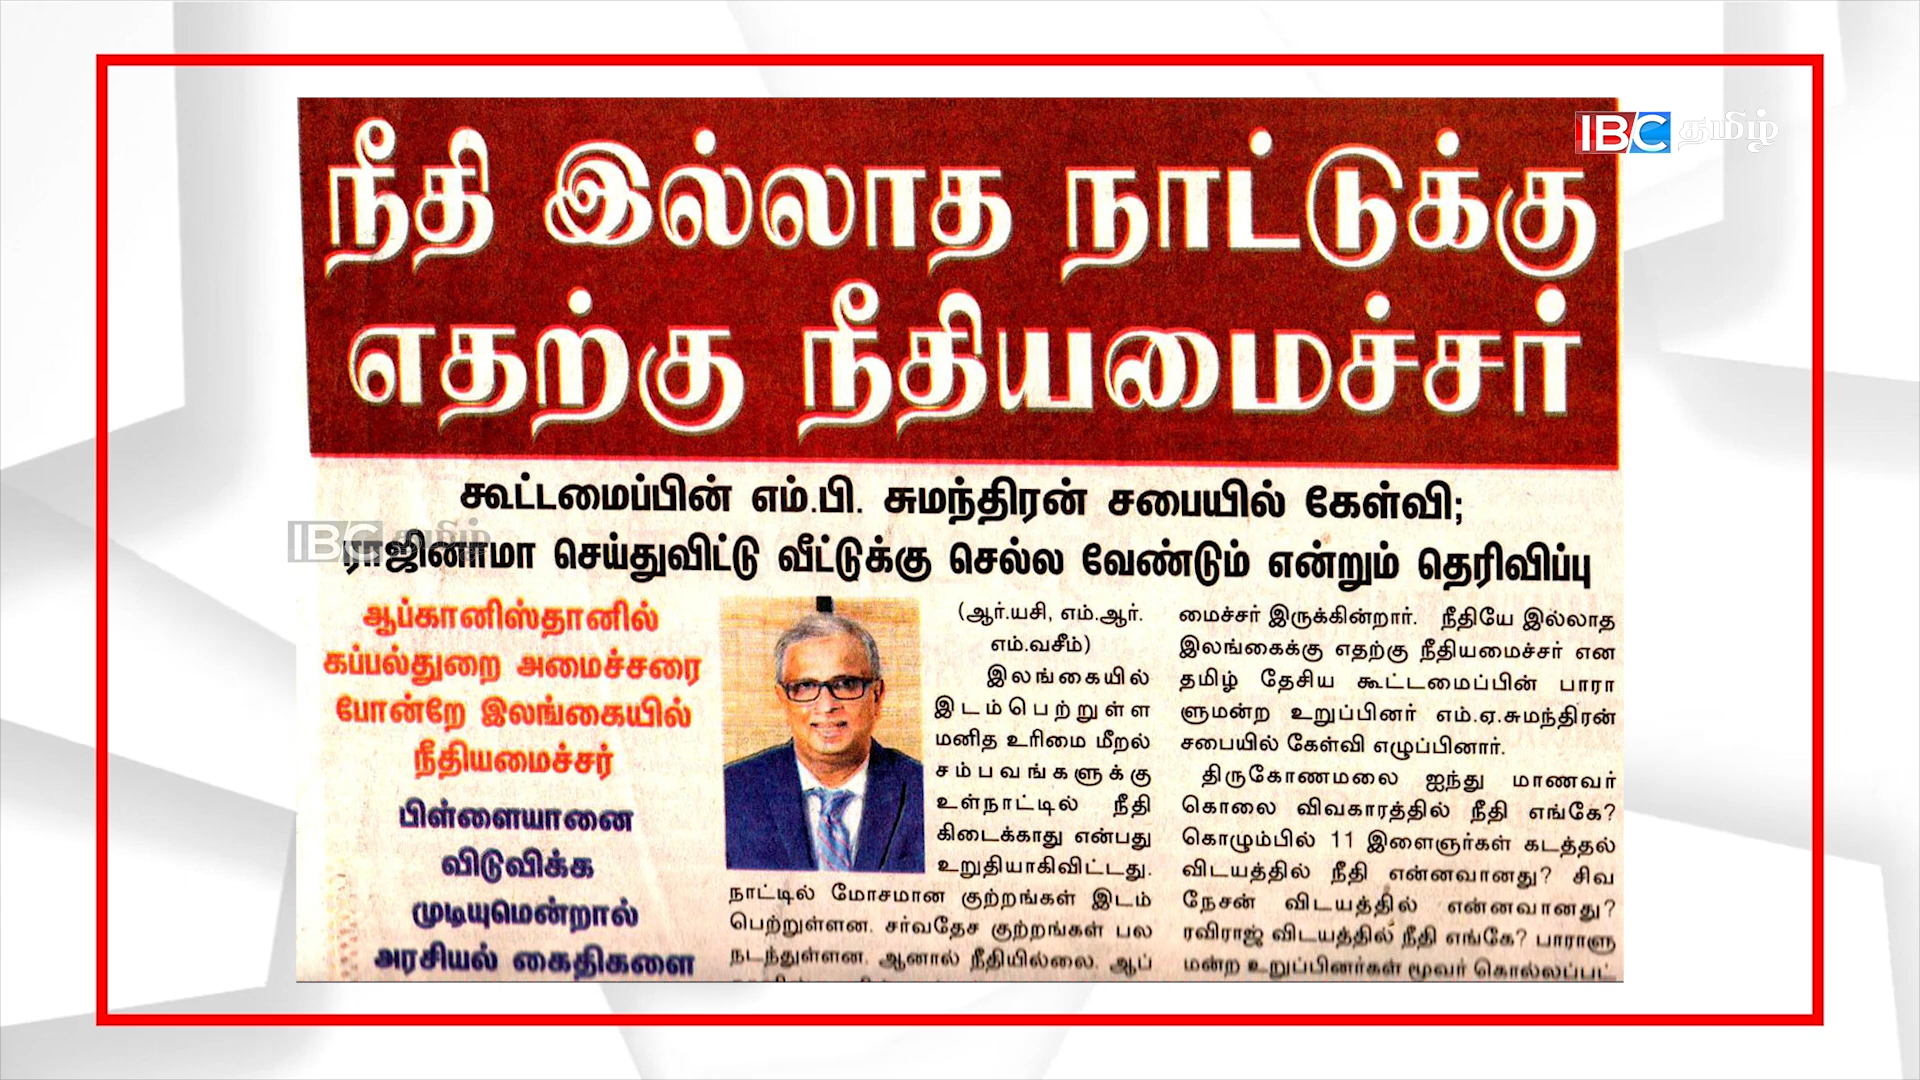 IBC தமிழ்
நீதி இல்லாத நாட்டுக்கு
எதற்கு நீதியமைச்சர்
கூட்டமைப்பின் எம்.பி. சுமந்திரன் சபையில் கேள்வி;
IBC தமிழ்
ராஜினாமா செய்துவிட்டு வீட்டுக்கு செல்ல வேண்டும் என்றும் தெரிவிப்பு
ஆப்கானிஸ்தானில்
கப்பல்துறை அமைச்சரை
போன்றே இலங்கையில்
நீதியமைச்சர்
பிள்ளையானை
விடுவிக்க
முடியுமென்றால்
அரசியல் கைதிகளை
(ஆர்.யசி, எம்.ஆர்.
எம்.வசீம்)
இலங்கையில்
இடம்பெற்றுள்ள
மனித உரிமை மீறல்
சம்பவங்களுக்கு
உள்நாட்டில் நீதி
கிடைக்காது என்பது
உறுதியாகிவிட்டது.
நாட்டில் மோசமான குற்றங்கள் இடம்
பெற்றுள்ளன. சர்வதேச குற்றங்கள் பல
நடந்துள்ளன. ஆனால் நீதியில்லை. ஆப்
மைச்சர் இருக்கின்றார். நீதியே இல்லாத
இலங்கைக்கு எதற்கு நீதியமைச்சர் என
தமிழ் தேசிய கூட்டமைப்பின் பாரா
ளுமன்ற உறுப்பினர் எம்.ஏ.சுமந்திரன்
சபையில் கேள்வி எழுப்பினார்.
திருகோணமலை ஐந்து மாணவர்
கொலை விவகாரத்தில் நீதி எங்கே?
கொழும்பில் 11 இளைஞர்கள் கடத்தல்
விடயத்தில் நீதி என்னவானது? சிவ
நேசன் விடயத்தில் என்னவானது?
ரவிராஜ் விடயத்தில் நீதி எங்கே? பாராளு
மன்ற உறுப்பினர்கள் மூவர் கொல்லப்பட்